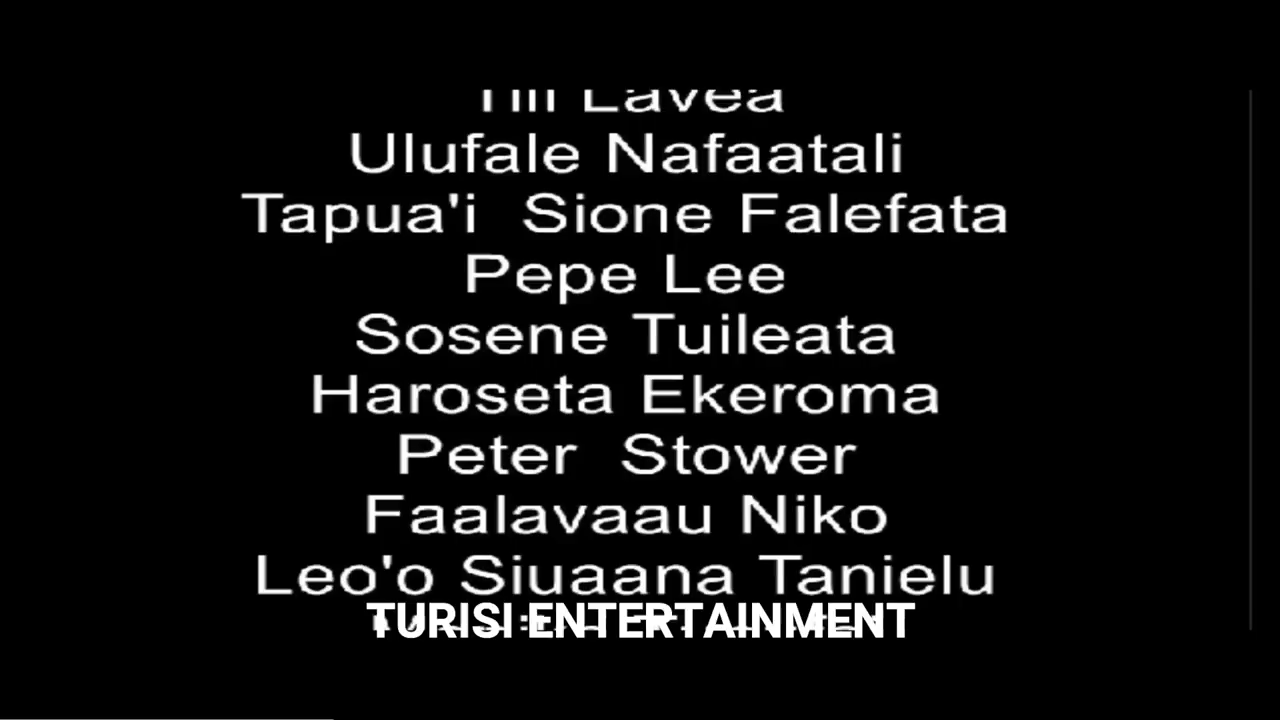 Lavea
Ulufale Nafaatali
Tapua'i Sione Falefata
Pepe Lee
Sosene Tuileata
Haroseta Ekeroma
Peter Stower
Faalavaau Niko
Leo'o Siuaana Tanielu
TURISI ENTERTAINMENT